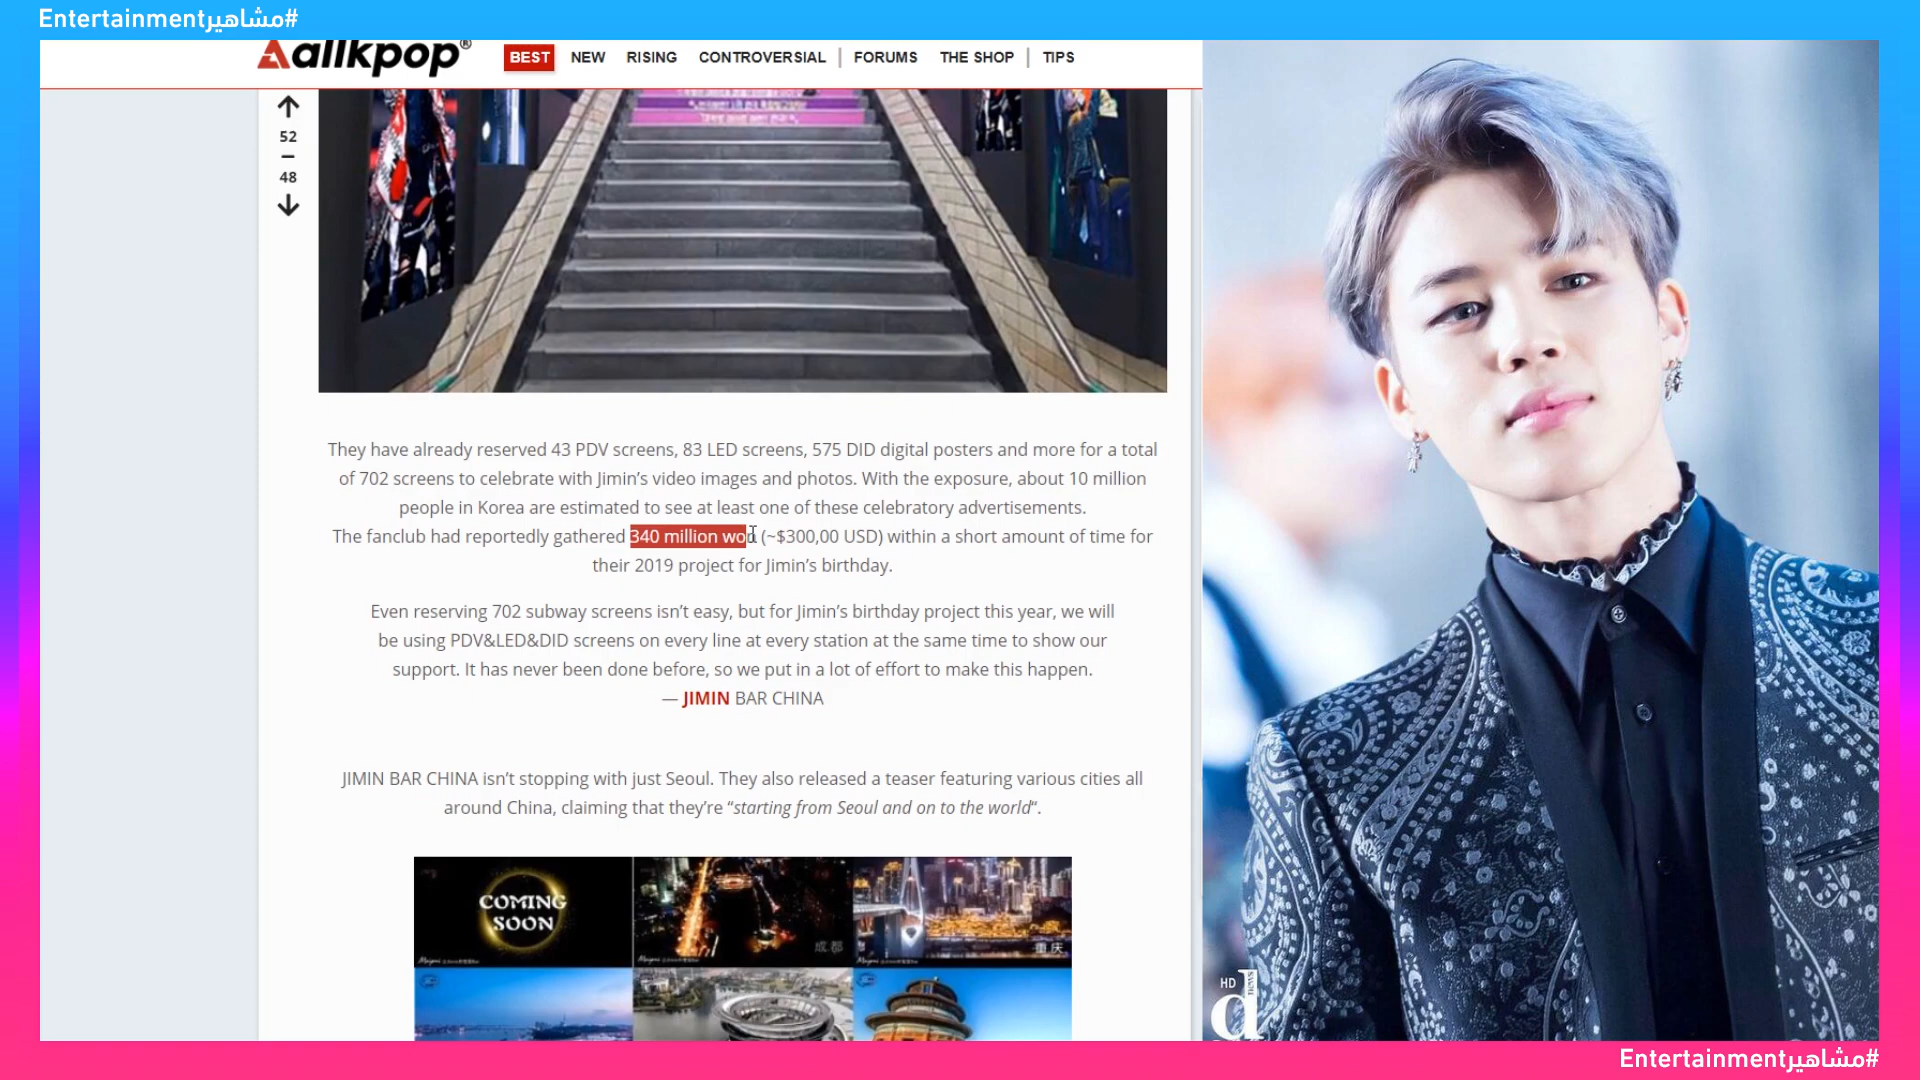 #مشاهيرEntertainment
allkpop®
BEST NEW RISING CONTROVERSIAL FORUMS THE SHOP TIPS
52
48
They have already reserved 43 PDV screens, 83 LED screens, 575 DID digital posters and more for a total
of 702 screens to celebrate with Jimin’s video images and photos. With the exposure, about 10 million
people in Korea are estimated to see at least one of these celebratory advertisements.
The fanclub had reportedly gathered 340 million won (~$300,00 USD) within a short amount of time for
their 2019 project for Jimin’s birthday.
Even reserving 702 subway screens isn’t easy, but for Jimin’s birthday project this year, we will
be using PDV&LED&DID screens on every line at every station at the same time to show our
support. It has never been done before, so we put in a lot of effort to make this happen.
— JIMIN BAR CHINA
JIMIN BAR CHINA isn’t stopping with just Seoul. They also released a teaser featuring various cities all
around China, claiming that they’re “starting from Seoul and on to the world“.
COMING
SOON
成都
重庆
HD
d
news
#مشاهيرEntertainment